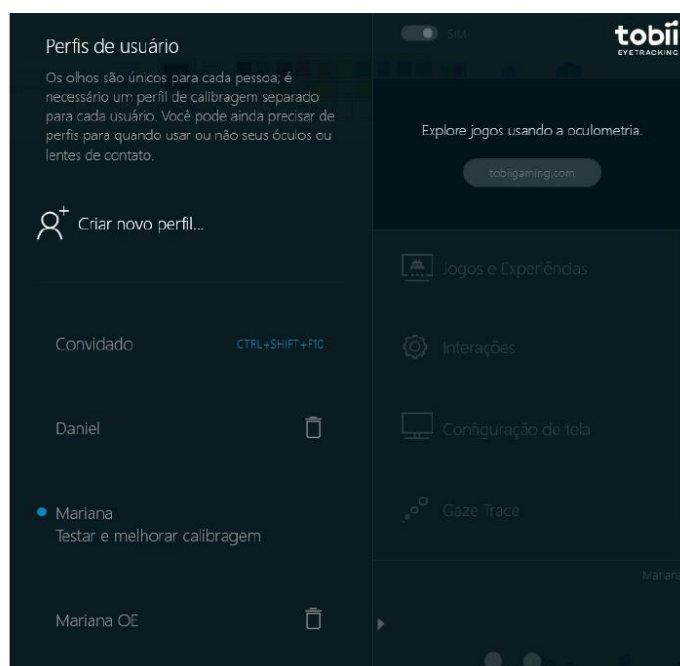 Perfis de usuário
Os olhos são únicos para cada pessoa; é
necessário um perfil de calibragem separado
para cada usuário. Você pode ainda precisar de
perfis para quando usar ou não seus óculos ou
lentes de contato.
Criar novo perfil...
Convidado CTRL+SHIFT+F10
Daniel
Mariana
Testar e melhorar calibragem
Mariana OE
SIM
tobii
EYETRACKING
Explore jogos usando a oculometria.
tobiigaming.com
Jogos e Experiências
Interações
Configuração de tela
Gaze Trace
Mariana